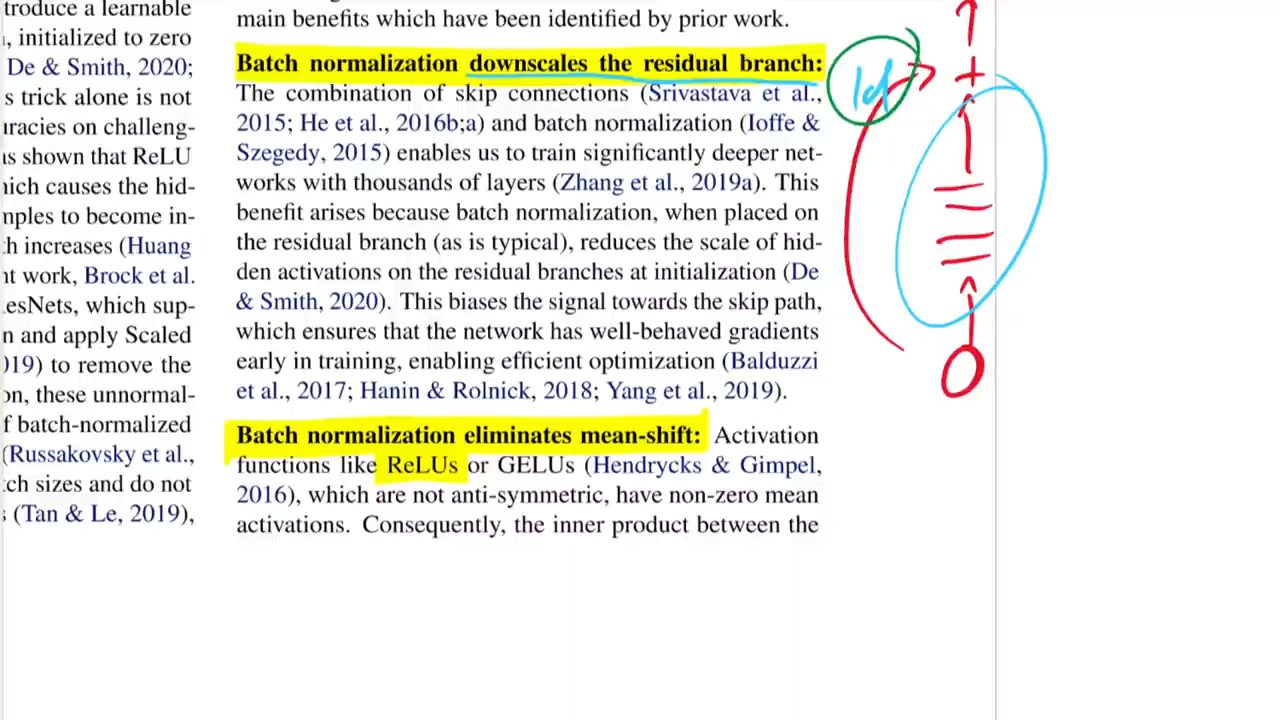 troduce a learnable
, initialized to zero
De & Smith, 2020;
s trick alone is not
uracies on challeng-
as shown that ReLU
hich causes the hid-
mples to become in-
h increases (Huang
nt work, Brock et al.
esNets, which sup-
n and apply Scaled
019) to remove the
on, these unnormal-
f batch-normalized
(Russakovsky et al.,
ch sizes and do not
(Tan & Le, 2019),
main benefits which have been identified by prior work.
Batch normalization downscales the residual branch:
The combination of skip connections (Srivastava et al.,
2015; He et al., 2016b;a) and batch normalization (Ioffe &
Szegedy, 2015) enables us to train significantly deeper net-
works with thousands of layers (Zhang et al., 2019a). This
benefit arises because batch normalization, when placed on
the residual branch (as is typical), reduces the scale of hid-
den activations on the residual branches at initialization (De
& Smith, 2020). This biases the signal towards the skip path,
which ensures that the network has well-behaved gradients
early in training, enabling efficient optimization (Balduzzi
et al., 2017; Hanin & Rolnick, 2018; Yang et al., 2019).
Batch normalization eliminates mean-shift: Activation
functions like ReLUs or GELUs (Hendrycks & Gimpel,
2016), which are not anti-symmetric, have non-zero mean
activations. Consequently, the inner product between the
Id
+